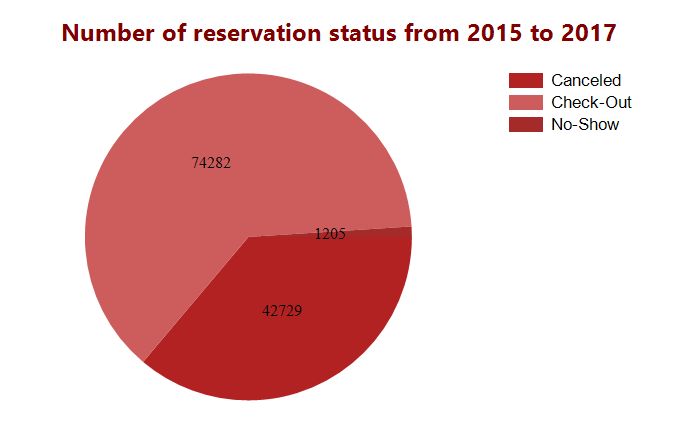 Number of reservation status from 2015 to 2017
Canceled
Check-Out
No-Show
74282
1205
42729